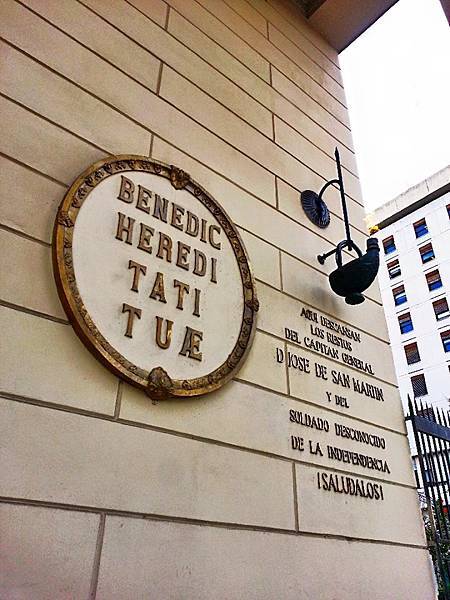 BENEDIC
HEREDI
TATI
TUÆ
AQUI DESCANSAN
LOS RESTOS
DEL CAPITAN GENERAL
D JOSE DE SAN MARTIN
Y DEL
SOLDADO DESCONOCIDO
DE LA INDEPENDENCIA
¡SALUDALOS!